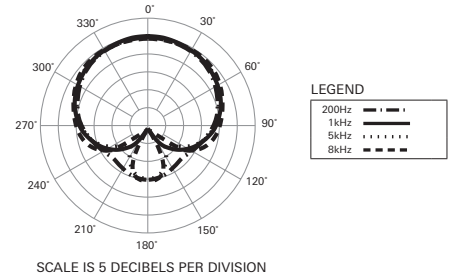 0˚
330˚ 30˚
300˚ 60˚
270˚ 90˚
240˚ 120˚
210˚ 150˚
180˚
LEGEND
200Hz
1kHz
5kHz
8kHz
SCALE IS 5 DECIBELS PER DIVISION